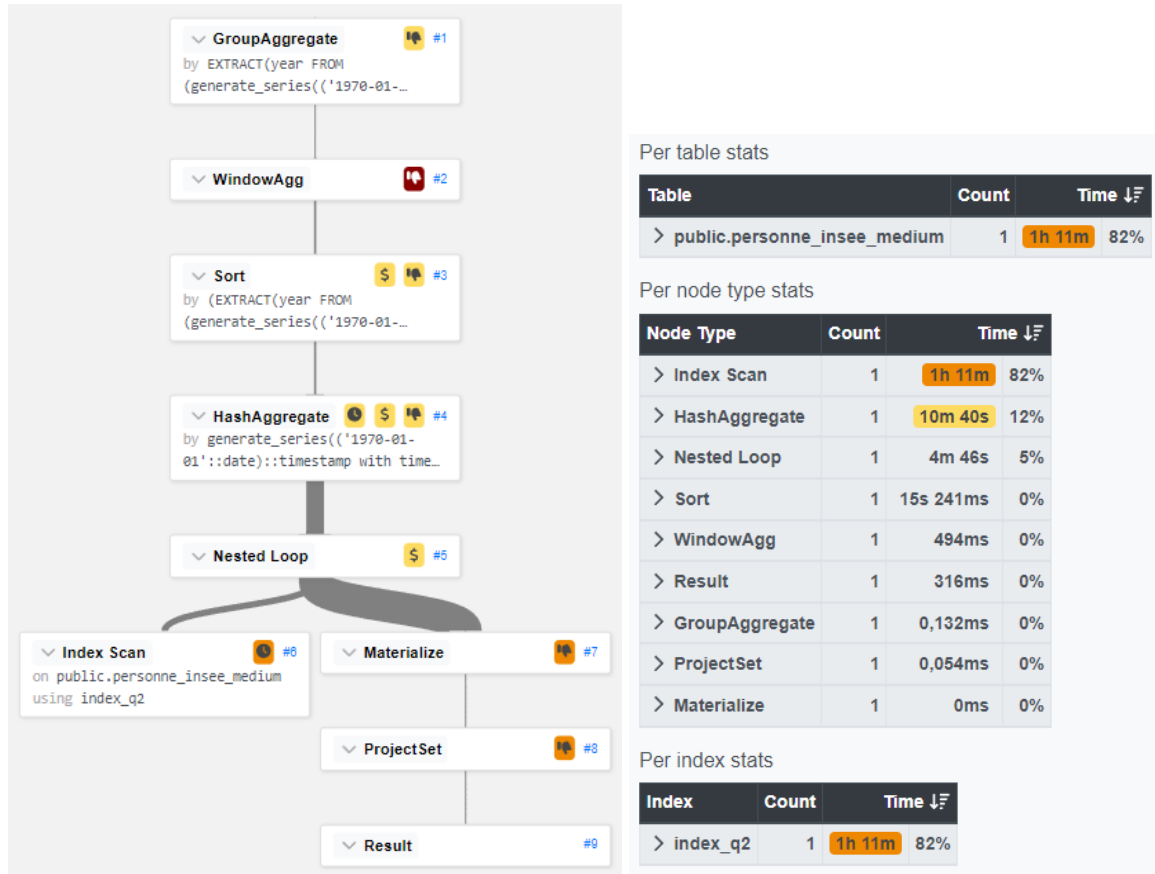 GroupAggregate #1
by EXTRACT(year FROM
(generate_series(('1970-01-…
WindowAgg #2
Sort $ #3
by (EXTRACT(year FROM
(generate_series(('1970-01-…
HashAggregate $ #4
by generate_series(('1970-01-
01'::date)::timestamp with time…
Nested Loop $ #5
Index Scan #6
on public.personne_insee_medium
using index_q2
Materialize #7
ProjectSet #8
Result #9
Per table stats
Table Count Time
public.personne_insee_medium 1 1h 11m 82%
Per node type stats
Node Type Count Time
Index Scan 1 1h 11m 82%
HashAggregate 1 10m 40s 12%
Nested Loop 1 4m 46s 5%
Sort 1 15s 241ms 0%
WindowAgg 1 494ms 0%
Result 1 316ms 0%
GroupAggregate 1 0,132ms 0%
ProjectSet 1 0,054ms 0%
Materialize 1 0ms 0%
Per index stats
Index Count Time
index_q2 1 1h 11m 82%